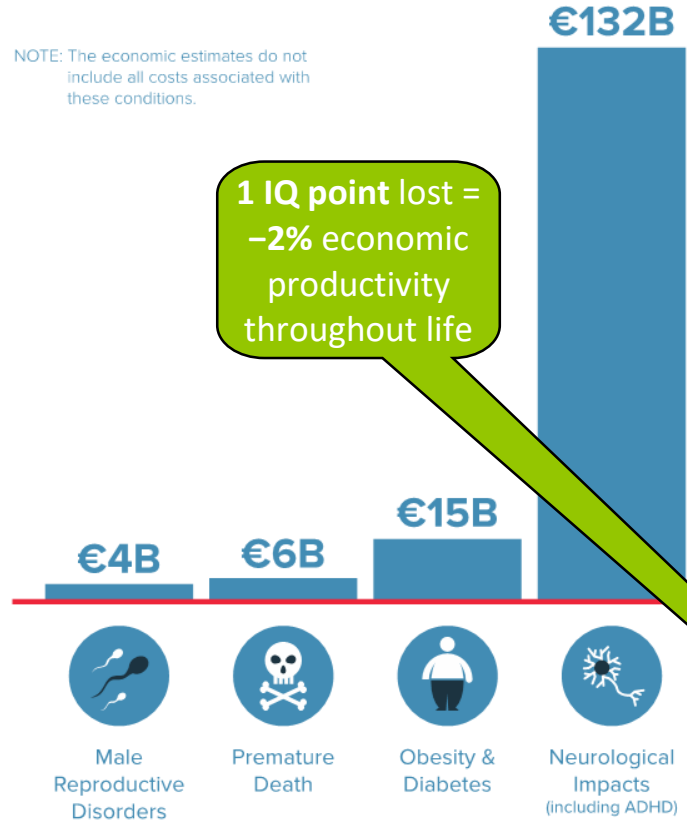 €132B
NOTE: The economic estimates do not
include all costs associated with
these conditions.
1 IQ point lost =
−2% economic
productivity
throughout life
€15B
€6B
€4B
Male
Reproductive
Disorders
Premature
Death
Obesity &
Diabetes
Neurological
Impacts
(including ADHD)